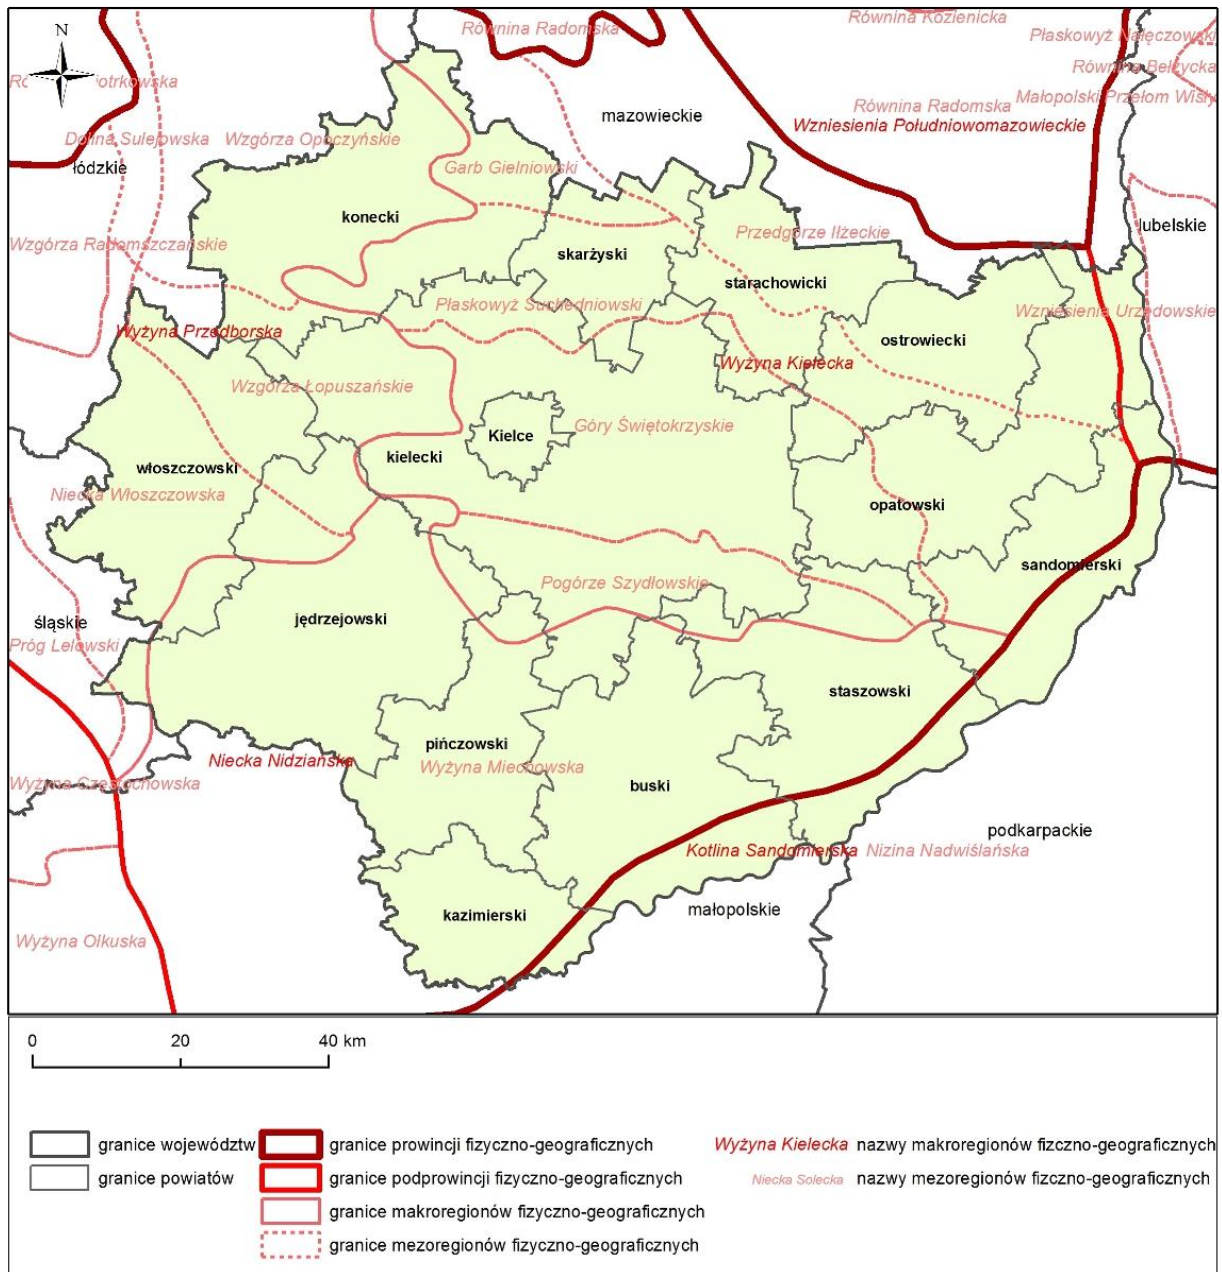 Równina Kozienicka
N
Równina Radomska
Płaskowyż Nałęczowski
Równina Bełżycka
Małopolski Przełom Wisły
Równina Radomska
mazowieckie
Wzniesienia Południowomazowieckie
Dolina Sulejowska
Wzgórza Opoczyńskie
łódzkie
Garb Gielniowski
konecki
lubelskie
Przedgórze Iłżeckie
Wzgórza Radomszczańskie
skarżyski
starachowicki
Płaskowyż Suchedniowski
Wzniesienia Urzędowskie
Wyżyna Przedborska
ostrowiecki
Wyżyna Kielecka
Wzgórza Łopuszańskie
Góry Świętokrzyskie
Kielce
kielecki
włoszczowski
Niecka Włoszczowska
opatowski
sandomierski
Pogórze Szydłowskie
jędrzejowski
śląskie
Próg Lelowski
staszowski
pińczowski
Niecka Nidziańska
Wyżyna Miechowska
Wyżyna Częstochowska
buski
podkarpackie
Kotlina Sandomierska Nizina Nadwiślańska
małopolskie
kazimierski
Wyżyna Olkuska
0 20 40 km
granice województw
granice powiatów
granice prowincji fizyczno-geograficznych
granice podprowincji fizyczno-geograficznych
granice makroregionów fizyczno-geograficznych
granice mezoregionów fizyczno-geograficznych
Wyżyna Kielecka nazwy makroregionów fizczno-geograficznych
Niecka Solecka nazwy mezoregionów fizczno-geograficznych